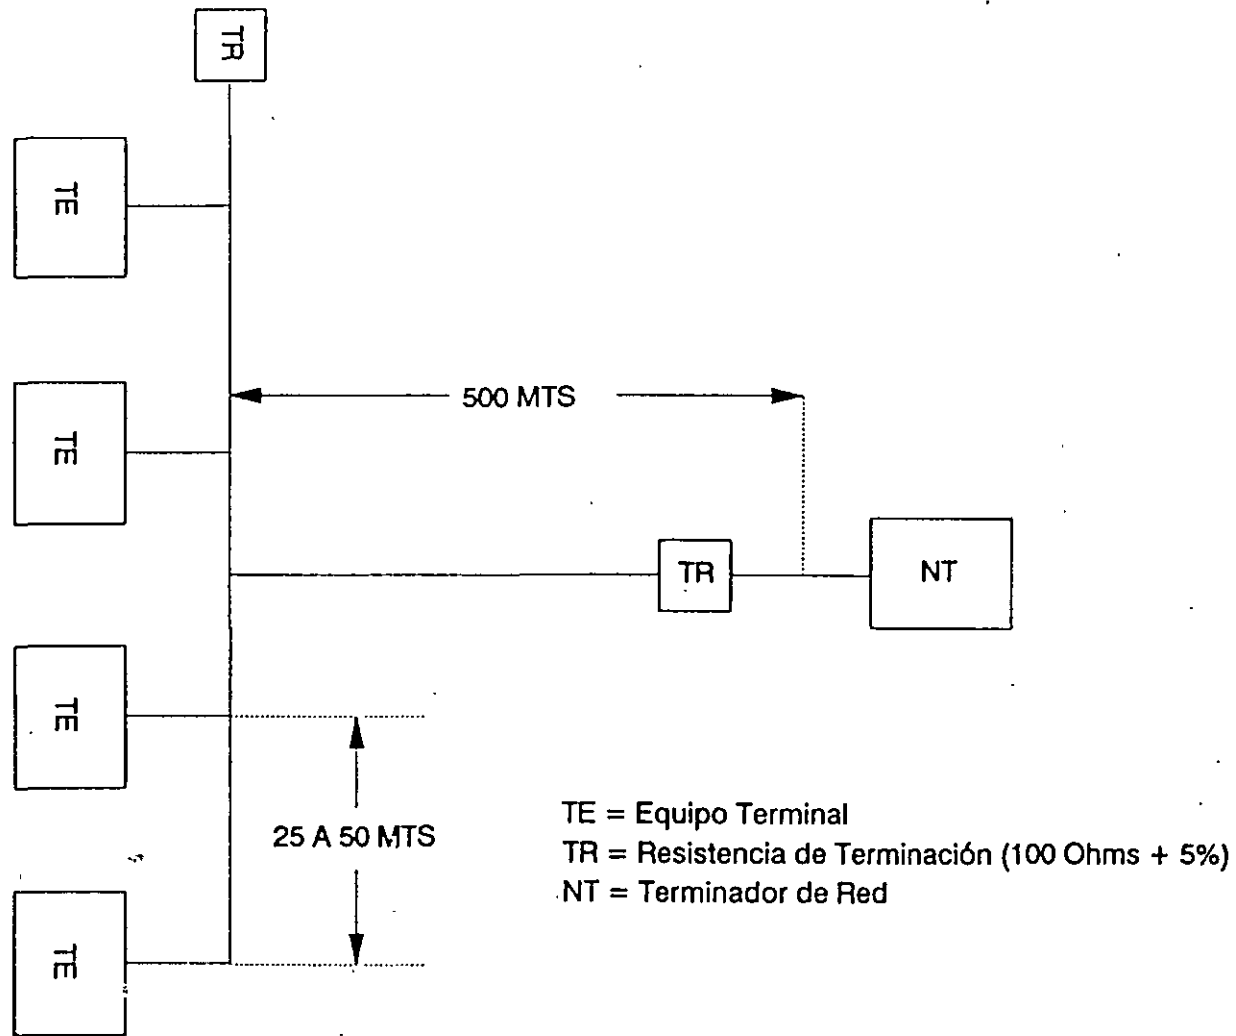 TR
TE
500 MTS
TE
TR
NT
TE
25 A 50 MTS
TE = Equipo Terminal
TR = Resistencia de Terminación (100 Ohms + 5%)
NT = Terminador de Red
TE